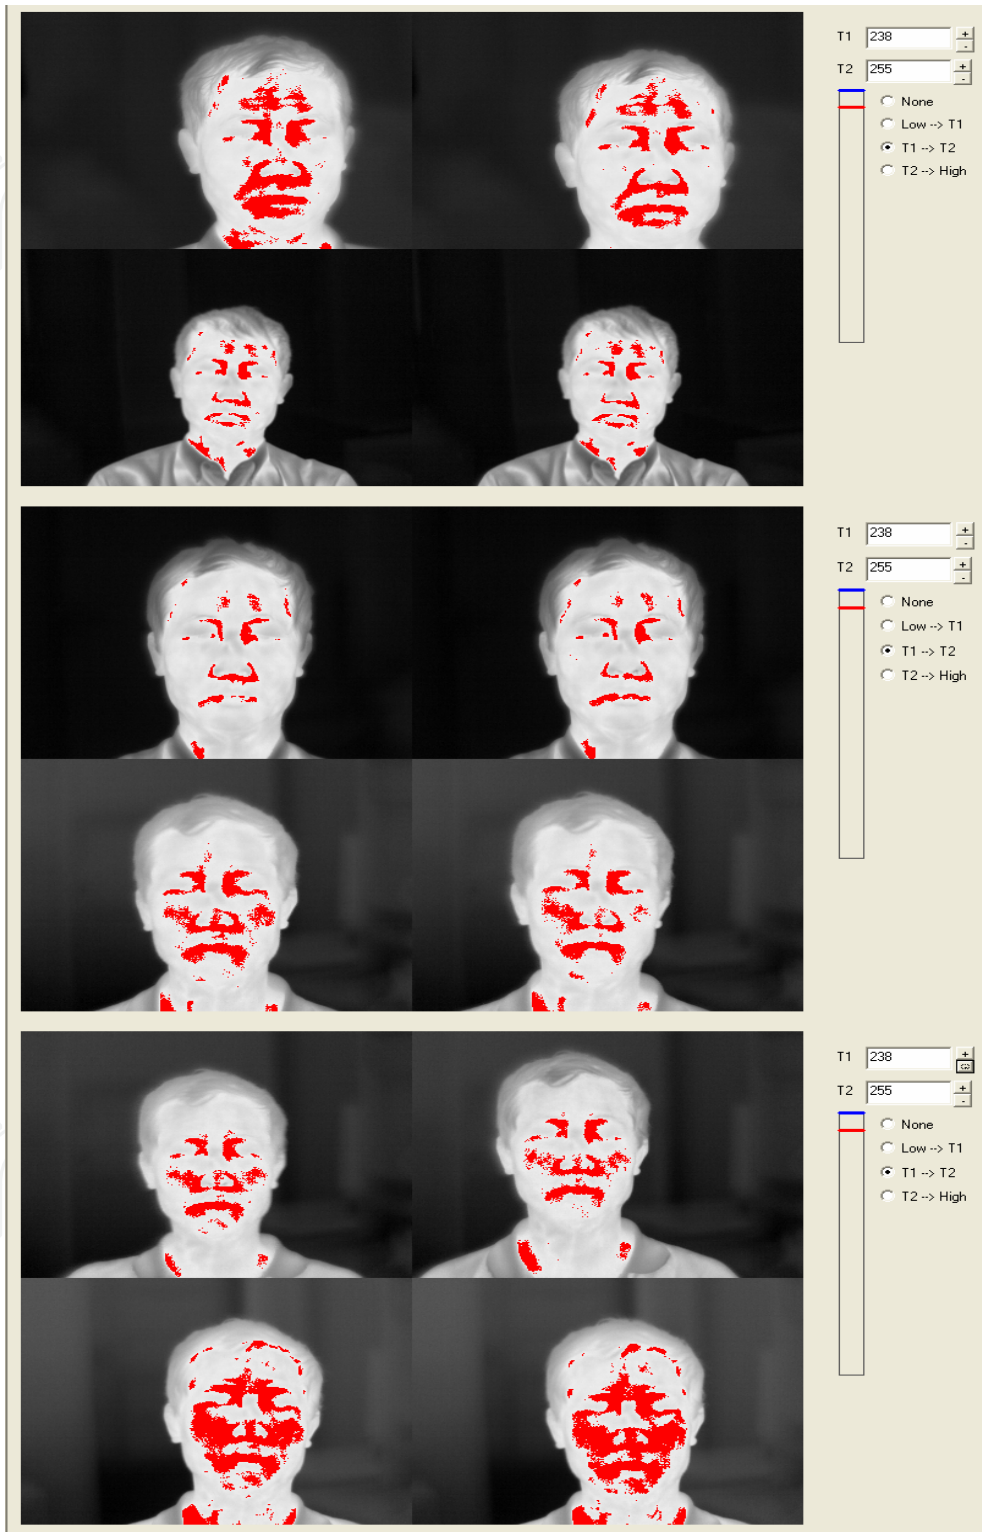 T1 238 + -
T2 255 + -
None
Low --> T1
T1 --> T2
T2 --> High
T1 238 + -
T2 255 + -
None
Low --> T1
T1 --> T2
T2 --> High
T1 238 + -
T2 255 + -
None
Low --> T1
T1 --> T2
T2 --> High